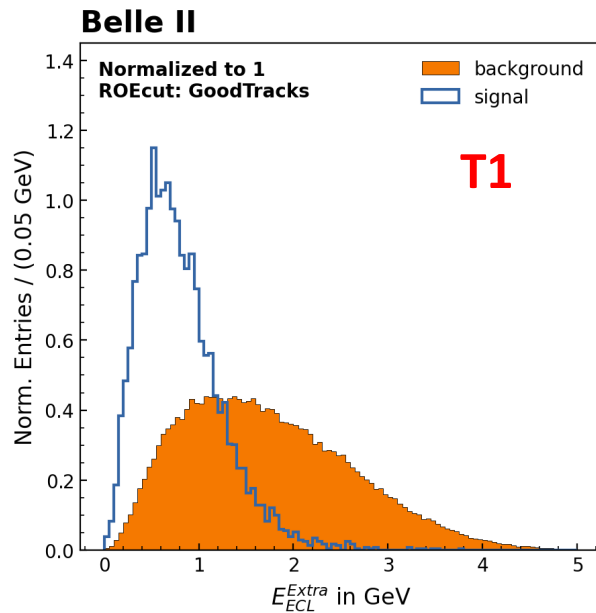 Belle II
Normalized to 1
ROEcut: GoodTracks
background
signal
T1
Norm. Entries / (0.05 GeV)
1.4
1.2
1.0
0.8
0.6
0.4
0.2
0.0
0 1 2 3 4 5
E_{ECL}^{Extra} in GeV